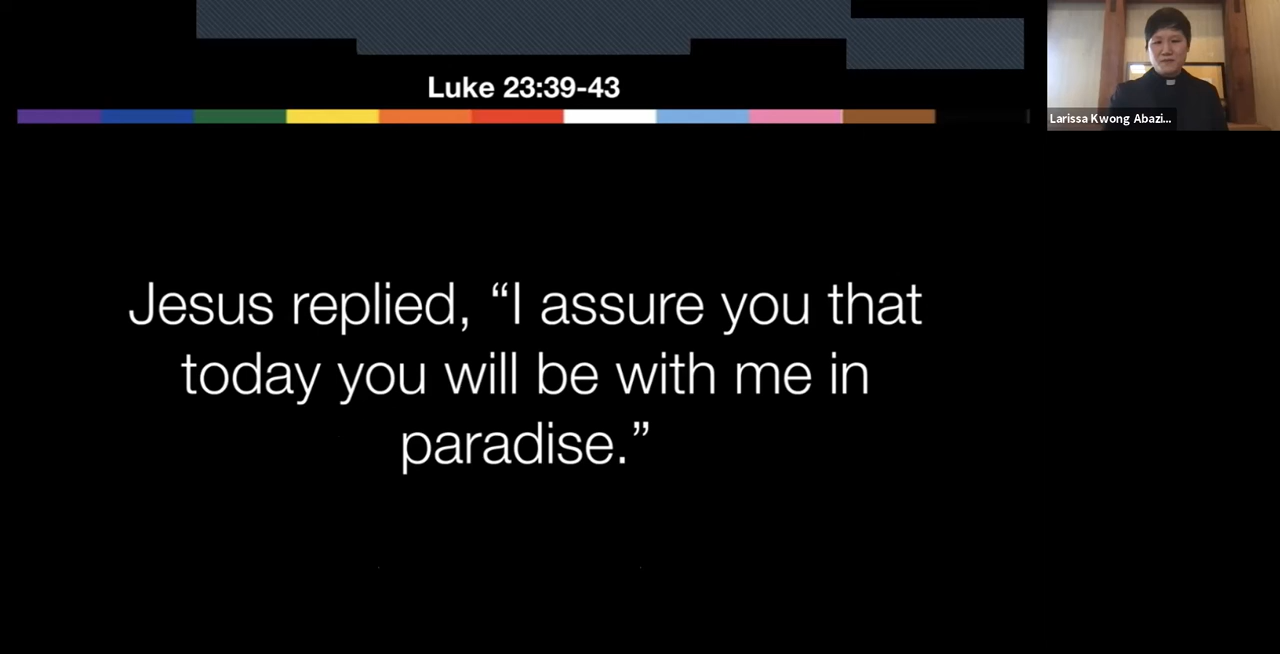 Luke 23:39-43
Larissa Kwong Abazi...
Jesus replied, “I assure you that
today you will be with me in
paradise.”